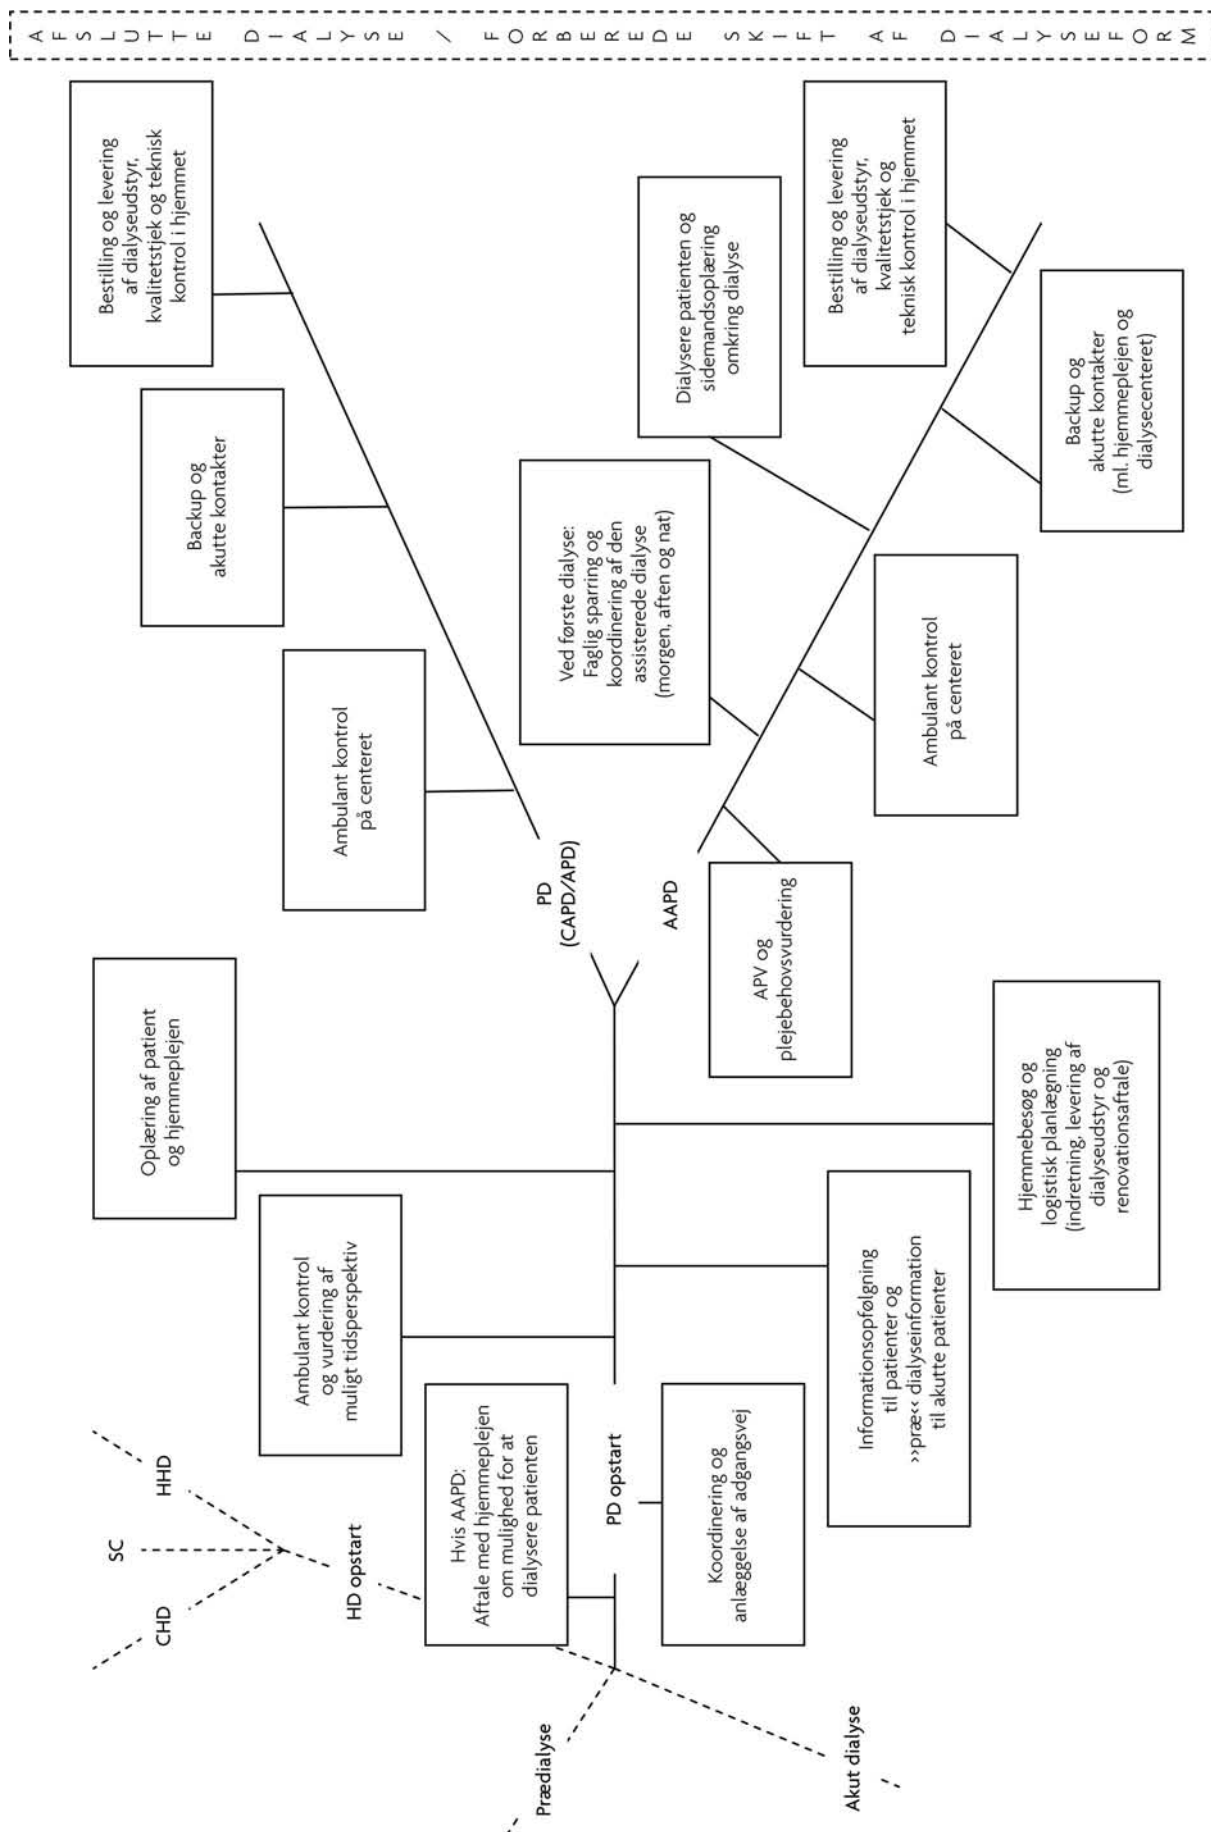 Prædialyse
Akut dialyse
CHD
SC
HHD
HD opstart
Hvis AAPD:
Aftale med hjemmeplejen
om mulighed for at
dialysere patienten
PD opstart
Koordinering og
anlæggelse af adgangsvej
Ambulant kontrol
og vurdering af
muligt tidsperspektiv
Informationsopfølgning
til patienter og
››præ‹‹ dialyseinformation
til akutte patienter
Oplæring af patient
og hjemmeplejen
Hjemmebesøg og
logistisk planlægning
(indretning, levering af
dialyseudstyr og
renovationsaftale)
PD
(CAPD/APD)
Ambulant kontrol
på centeret
Backup og
akutte kontakter
Bestilling og levering
af dialyseudstyr,
kvalitetstjek og teknisk
kontrol i hjemmet
AAPD
APV og
plejebehovsvurdering
Ved første dialyse:
Faglig sparring og
koordinering af den
assisterede dialyse
(morgen, aften og nat)
Ambulant kontrol
på centeret
Dialysere patienten og
sidemandsoplæring
omkring dialyse
Backup og
akutte kontakter
(ml. hjemmeplejen og
dialysecenteret)
Bestilling og levering
af dialyseudstyr,
kvalitetstjek og
teknisk kontrol i hjemmet
AFSLUTTE DIALYSE / FORBEREDE SKIFT AF DIALYSEFORM